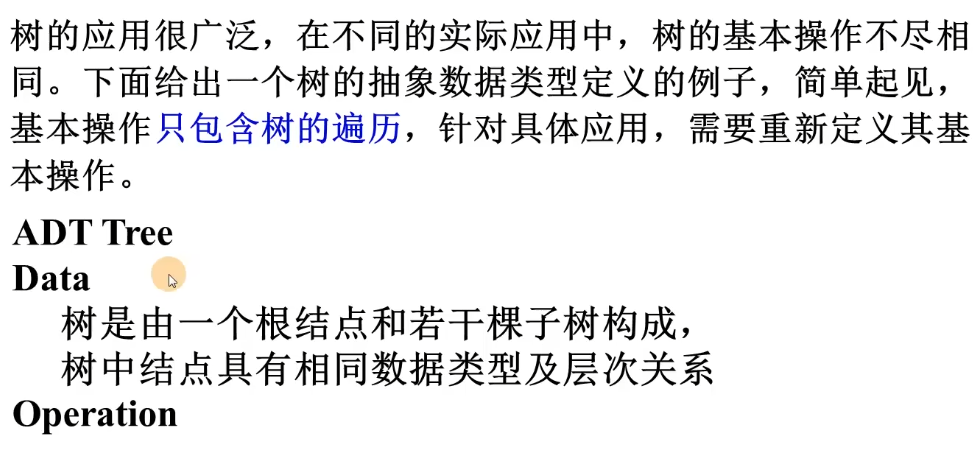 树的应用很广泛，在不同的实际应用中，树的基本操作不尽相
同。下面给出一个树的抽象数据类型定义的例子，简单起见，
基本操作只包含树的遍历，针对具体应用，需要重新定义其基
本操作。
ADT Tree
Data
树是由一个根结点和若干棵子树构成，
树中结点具有相同数据类型及层次关系
Operation